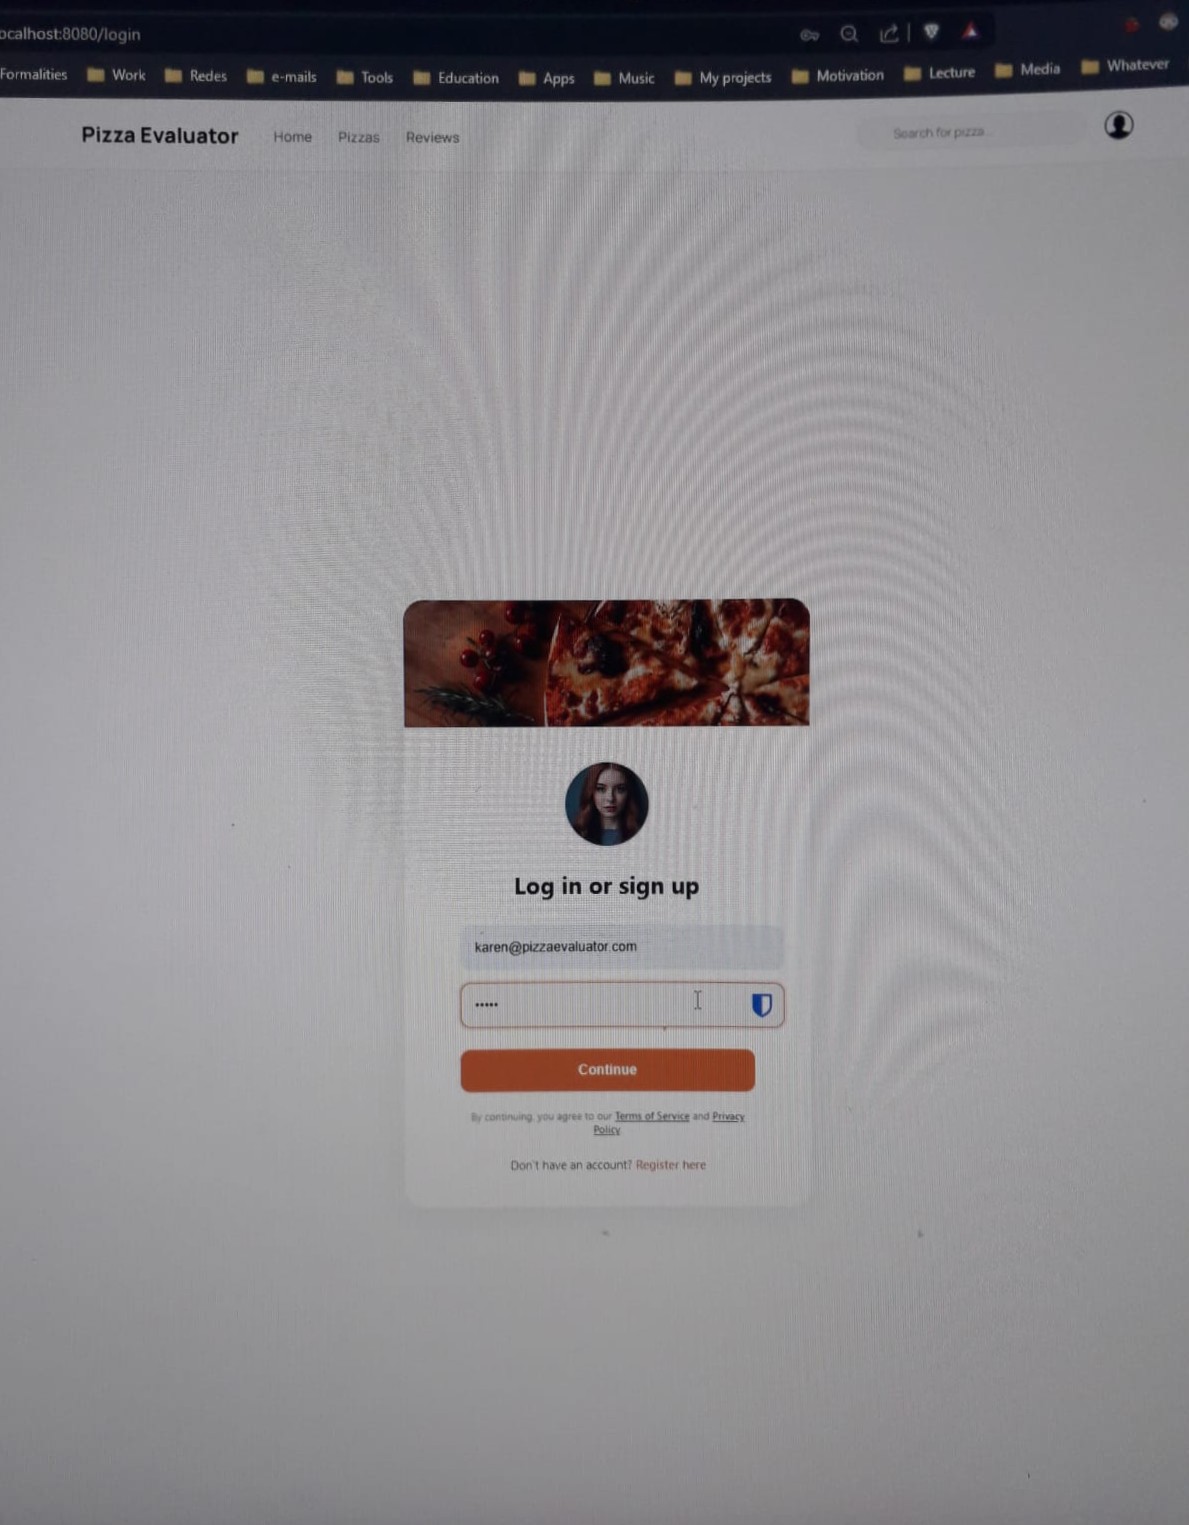 ocalhost:8080/login
Formalities Work Redes e-mails Tools Education Apps Music My projects Motivation Lecture Media Whatever
Pizza Evaluator Home Pizzas Reviews Search for pizza...
Log in or sign up
karen@pizzaevaluator.com
•••••
Continue
By continuing, you agree to our Terms of Service and Privacy
Policy.
Don't have an account? Register here